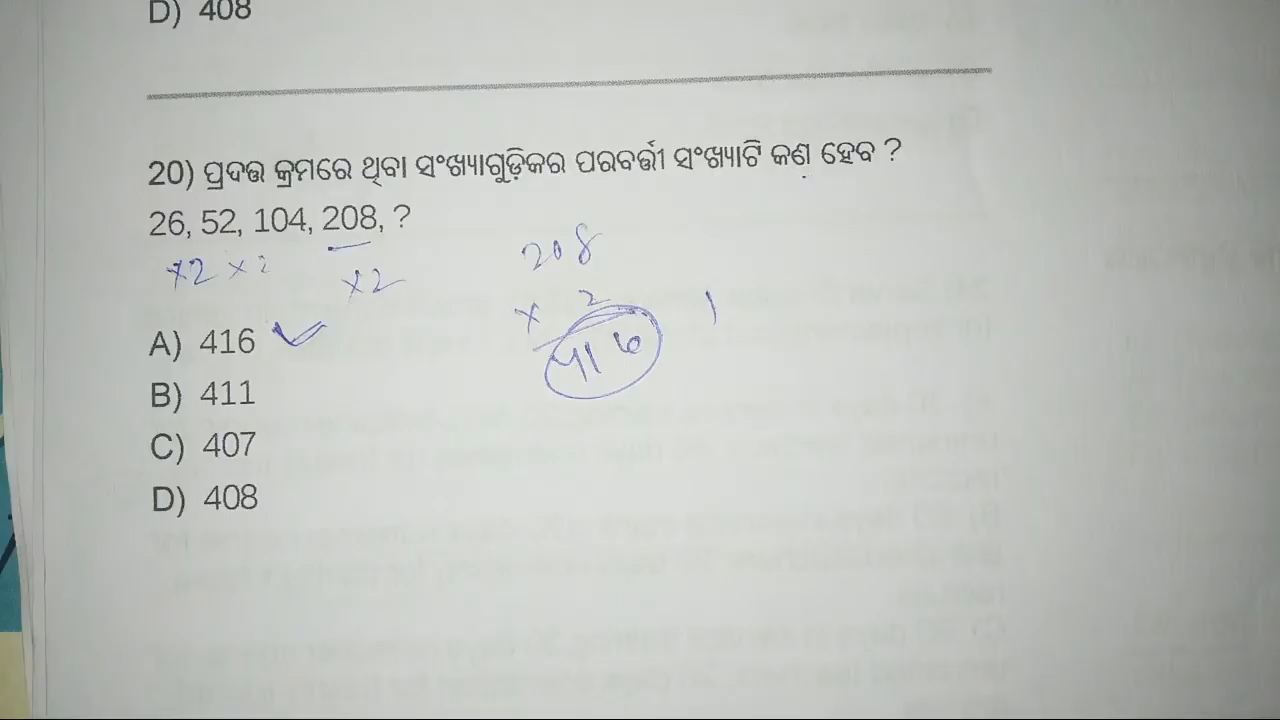 D) 408
20) ପ୍ରଦତ୍ତ କ୍ରମରେ ଥିବା ସଂଖ୍ୟାଗୁଡ଼ିକର ପରବର୍ତ୍ତୀ ସଂଖ୍ୟାଟି କଣ ହେବ ?
26, 52, 104, 208, ?
×2 ×2 ×2
208
× 2
416
A) 416
B) 411
C) 407
D) 408